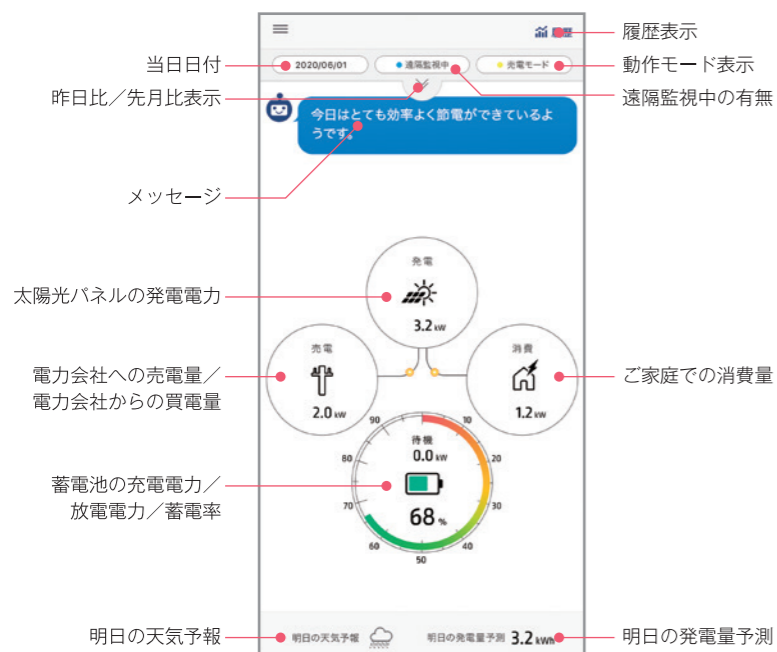 履歴
履歴表示
当日日付
2020/06/01
遠隔監視中
売電モード
動作モード表示
昨日比／先月比表示
遠隔監視中の有無
今日はとても効率よく節電ができているよ
うです。
メッセージ
発電
3.2 kW
太陽光パネルの発電電力
売電
2.0 kW
電力会社への売電量／
電力会社からの買電量
消費
1.2 kW
ご家庭での消費量
待機
0.0 kW
68 %
10
20
30
40
50
60
70
80
90
蓄電池の充電電力／
放電電力／蓄電率
明日の天気予報
明日の天気予報
明日の発電量予測 3.2 kWh
明日の発電量予測